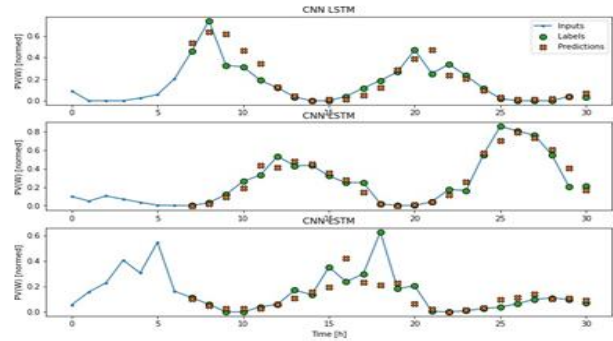 CNN LSTM
PV(W) [normed]
0.6
0.4
0.2
0.0
0 5 10 15 20 25 30
Inputs
Labels
Predictions
CNN LSTM
PV(W) [normed]
0.8
0.6
0.4
0.2
0.0
0 5 10 15 20 25 30
CNN LSTM
PV(W) [normed]
0.6
0.4
0.2
0.0
0 5 10 15 20 25 30
Time [h]